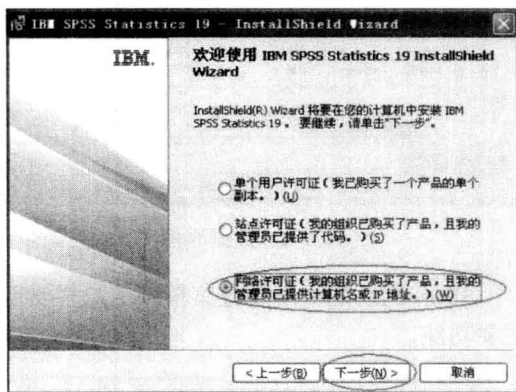 IBM SPSS Statistics 19 - InstallShield Wizard
IBM.
欢迎使用 IBM SPSS Statistics 19 InstallShield
Wizard
InstallShield(R) Wizard 将要在您的计算机中安装 IBM
SPSS Statistics 19 。 要继续，请单击“下一步”。
单个用户许可证(我已购买了一个产品的单个
副本。)(U)
站点许可证(我的组织已购买了产品，且我的
管理员已提供了代码。)(S)
网络许可证(我的组织已购买了产品，且我的
管理员已提供计算机名或 IP 地址。)(W)
< 上一步(B)
下一步(N) >
取消